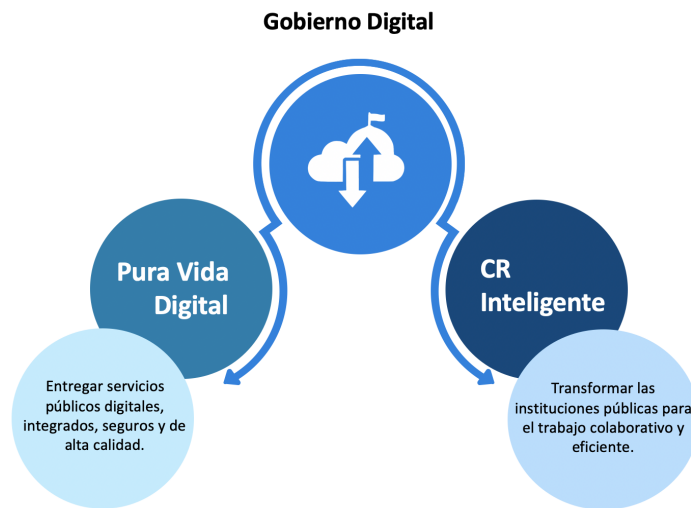 Gobierno Digital
Pura Vida
Digital
Entregar servicios
públicos digitales,
integrados, seguros y de
alta calidad.
CR
Inteligente
Transformar las
instituciones públicas para
el trabajo colaborativo y
eficiente.